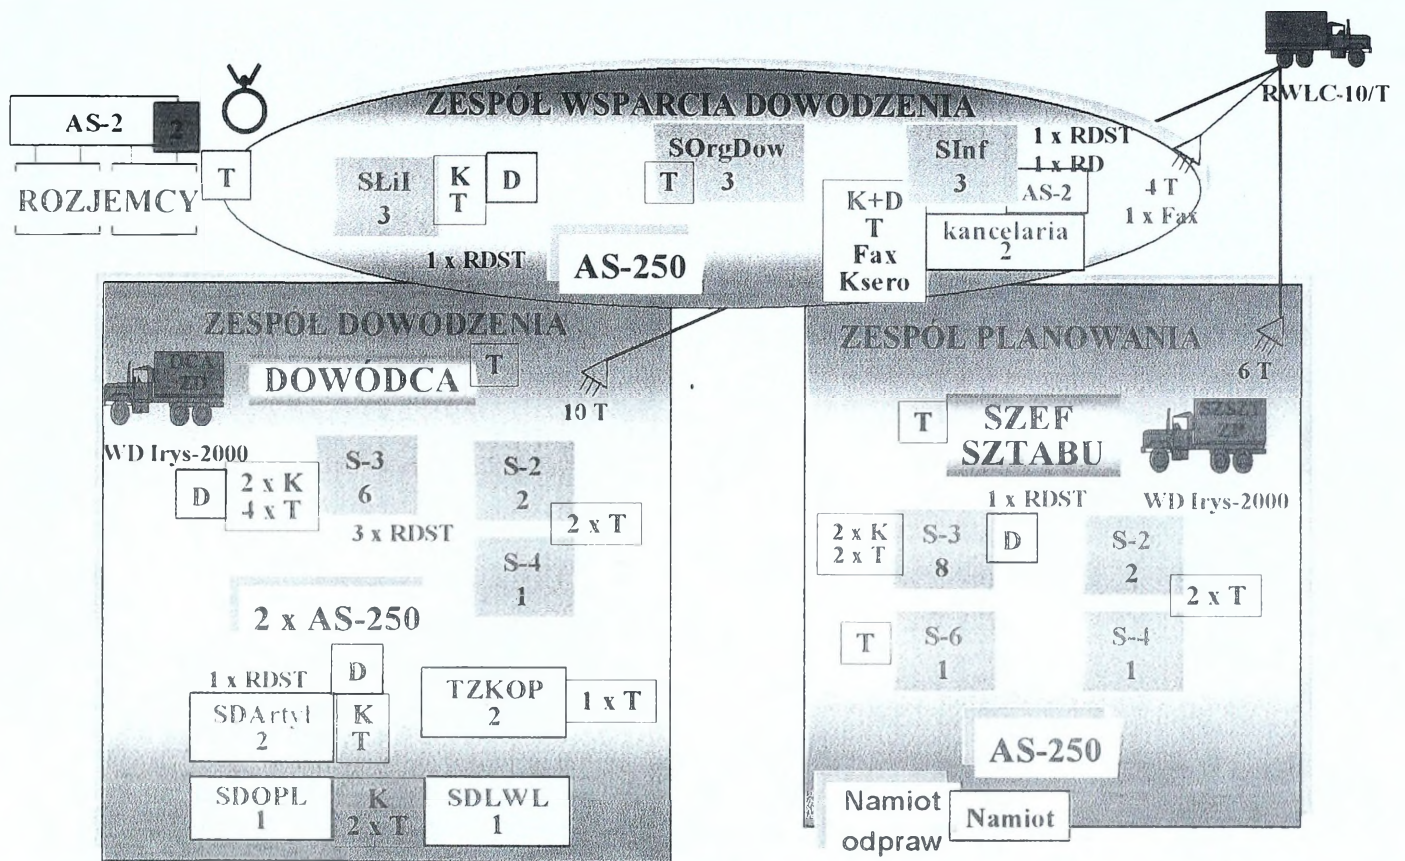 RWLC-10/T
ZESPÓŁ WSPARCIA DOWODZENIA
AS-2
2
ROZJEMCY
T
SŁiI
3
K
T
D
SOrgDow
3
T
SInf
3
1 x RDST
1 x RD
AS-2
4 T
1 x Fax
K+D
T
Fax
Ksero
kancelaria
2
1 x RDST
AS-250
ZESPÓŁ DOWODZENIA
DOWÓDCA
T
DCA
ZD
WD Irys-2000
10 T
S-3
6
D
2 x K
4 x T
3 x RDST
S-2
2
2 x T
S-4
1
2 x AS-250
1 x RDST
D
SDArtyl
2
K
T
TZKOP
2
1 x T
SDOPL
1
K
2 x T
SDLWL
1
ZESPÓŁ PLANOWANIA
6 T
T
SZEF
SZTABU
SZSZT
WD Irys-2000
1 x RDST
2 x K
2 x T
S-3
8
D
S-2
2
2 x T
T
S-6
1
S-4
1
AS-250
Namiot
odpraw
Namiot